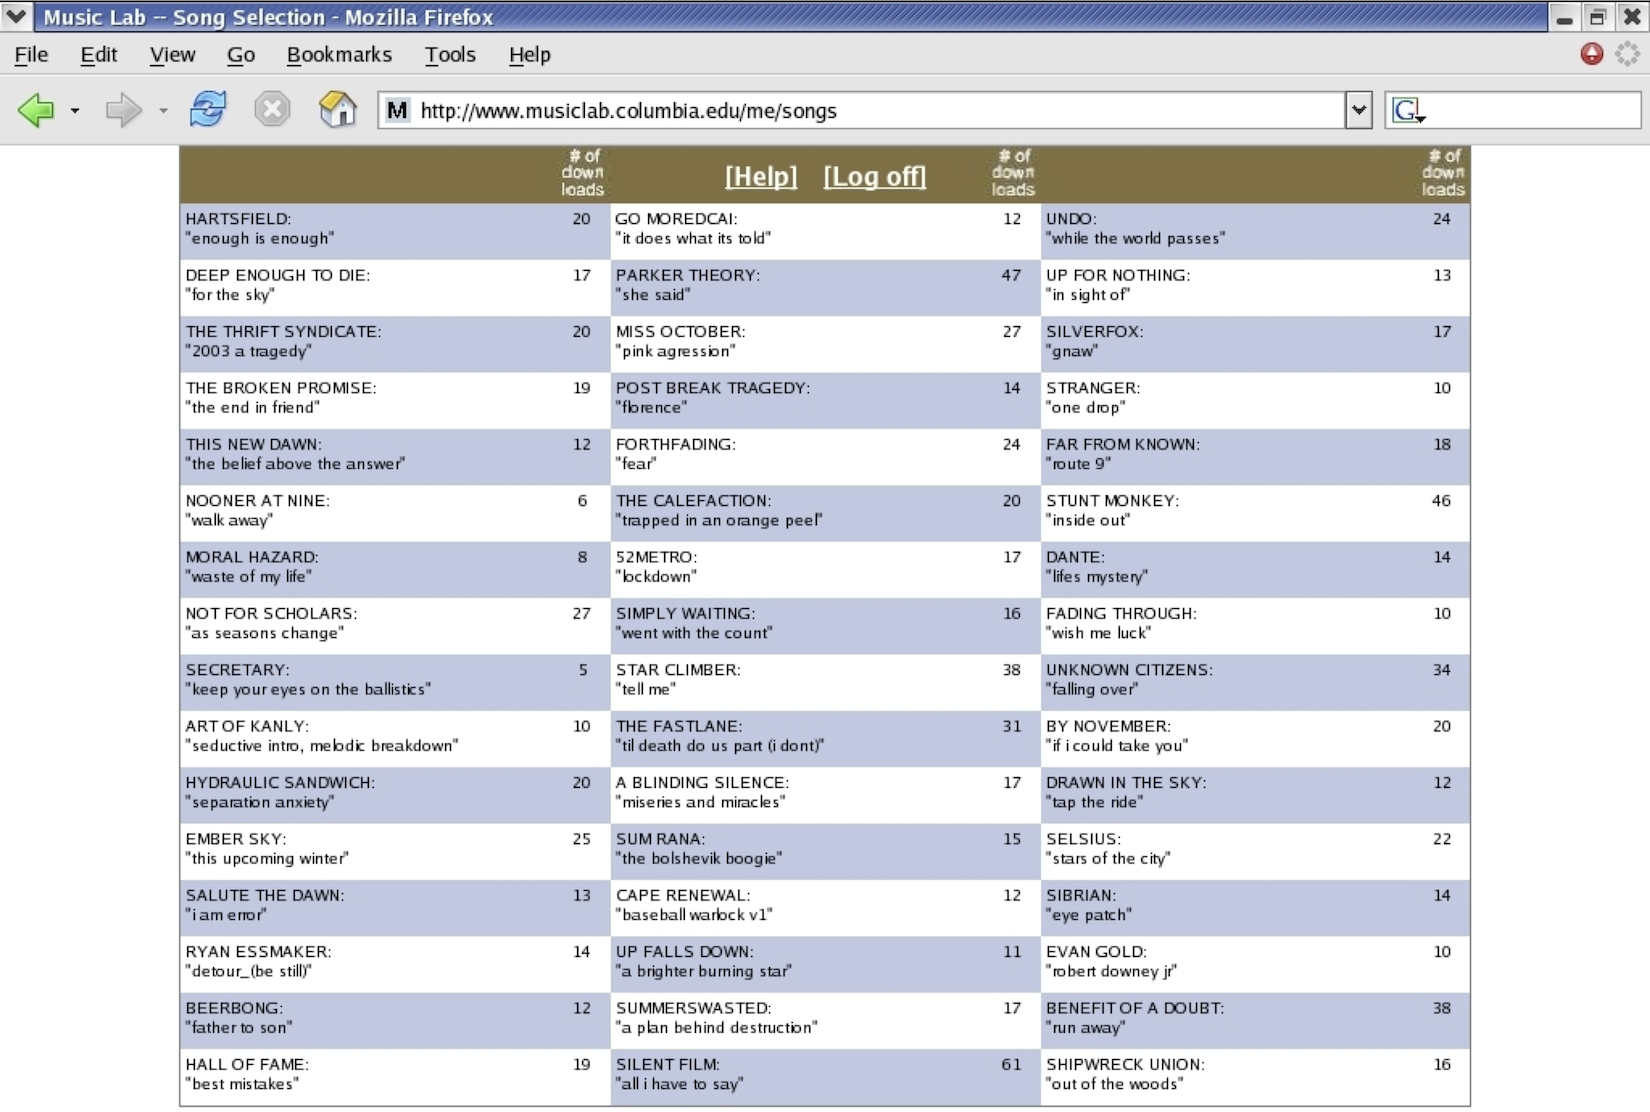 Music Lab -- Song Selection - Mozilla Firefox
File Edit View Go Bookmarks Tools Help
M http://www.musiclab.columbia.edu/me/songs G
# of down loads [Help] [Log off] # of down loads # of down loads
HARTSFIELD: 20 GO MOREDCAI: 12 UNDO: 24
"enough is enough" "it does what its told" "while the world passes"
DEEP ENOUGH TO DIE: 17 PARKER THEORY: 47 UP FOR NOTHING: 13
"for the sky" "she said" "in sight of"
THE THRIFT SYNDICATE: 20 MISS OCTOBER: 27 SILVERFOX: 17
"2003 a tragedy" "pink agression" "gnaw"
THE BROKEN PROMISE: 19 POST BREAK TRAGEDY: 14 STRANGER: 10
"the end in friend" "florence" "one drop"
THIS NEW DAWN: 12 FORTHFADING: 24 FAR FROM KNOWN: 18
"the belief above the answer" "fear" "route 9"
NOONER AT NINE: 6 THE CALEFACTION: 20 STUNT MONKEY: 46
"walk away" "trapped in an orange peel" "inside out"
MORAL HAZARD: 8 52METRO: 17 DANTE: 14
"waste of my life" "lockdown" "lifes mystery"
NOT FOR SCHOLARS: 27 SIMPLY WAITING: 16 FADING THROUGH: 10
"as seasons change" "went with the count" "wish me luck"
SECRETARY: 5 STAR CLIMBER: 38 UNKNOWN CITIZENS: 34
"keep your eyes on the ballistics" "tell me" "falling over"
ART OF KANLY: 10 THE FASTLANE: 31 BY NOVEMBER: 20
"seductive intro, melodic breakdown" "til death do us part (i dont)" "if i could take you"
HYDRAULIC SANDWICH: 20 A BLINDING SILENCE: 17 DRAWN IN THE SKY: 12
"separation anxiety" "miseries and miracles" "tap the ride"
EMBER SKY: 25 SUM RANA: 15 SELSIUS: 22
"this upcoming winter" "the bolshevik boogie" "stars of the city"
SALUTE THE DAWN: 13 CAPE RENEWAL: 12 SIBRIAN: 14
"i am error" "baseball warlock v1" "eye patch"
RYAN ESSMAKER: 14 UP FALLS DOWN: 11 EVAN GOLD: 10
"detour_(be still)" "a brighter burning star" "robert downey jr"
BEERBONG: 12 SUMMERSWASTED: 17 BENEFIT OF A DOUBT: 38
"father to son" "a plan behind destruction" "run away"
HALL OF FAME: 19 SILENT FILM: 61 SHIPWRECK UNION: 16
"best mistakes" "all i have to say" "out of the woods"